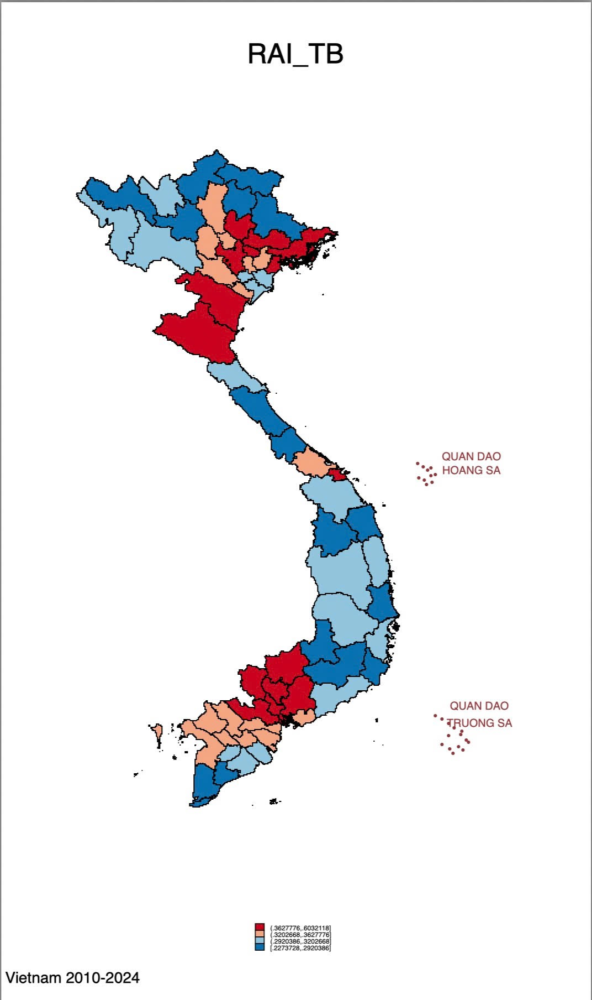 RAI_TB
QUAN DAO
HOANG SA
QUAN DAO
TRUONG SA
(.3627776,.6032118]
(.3202668,.3627776]
(.2920386,.3202668]
[.2273728,.2920386]
Vietnam 2010-2024